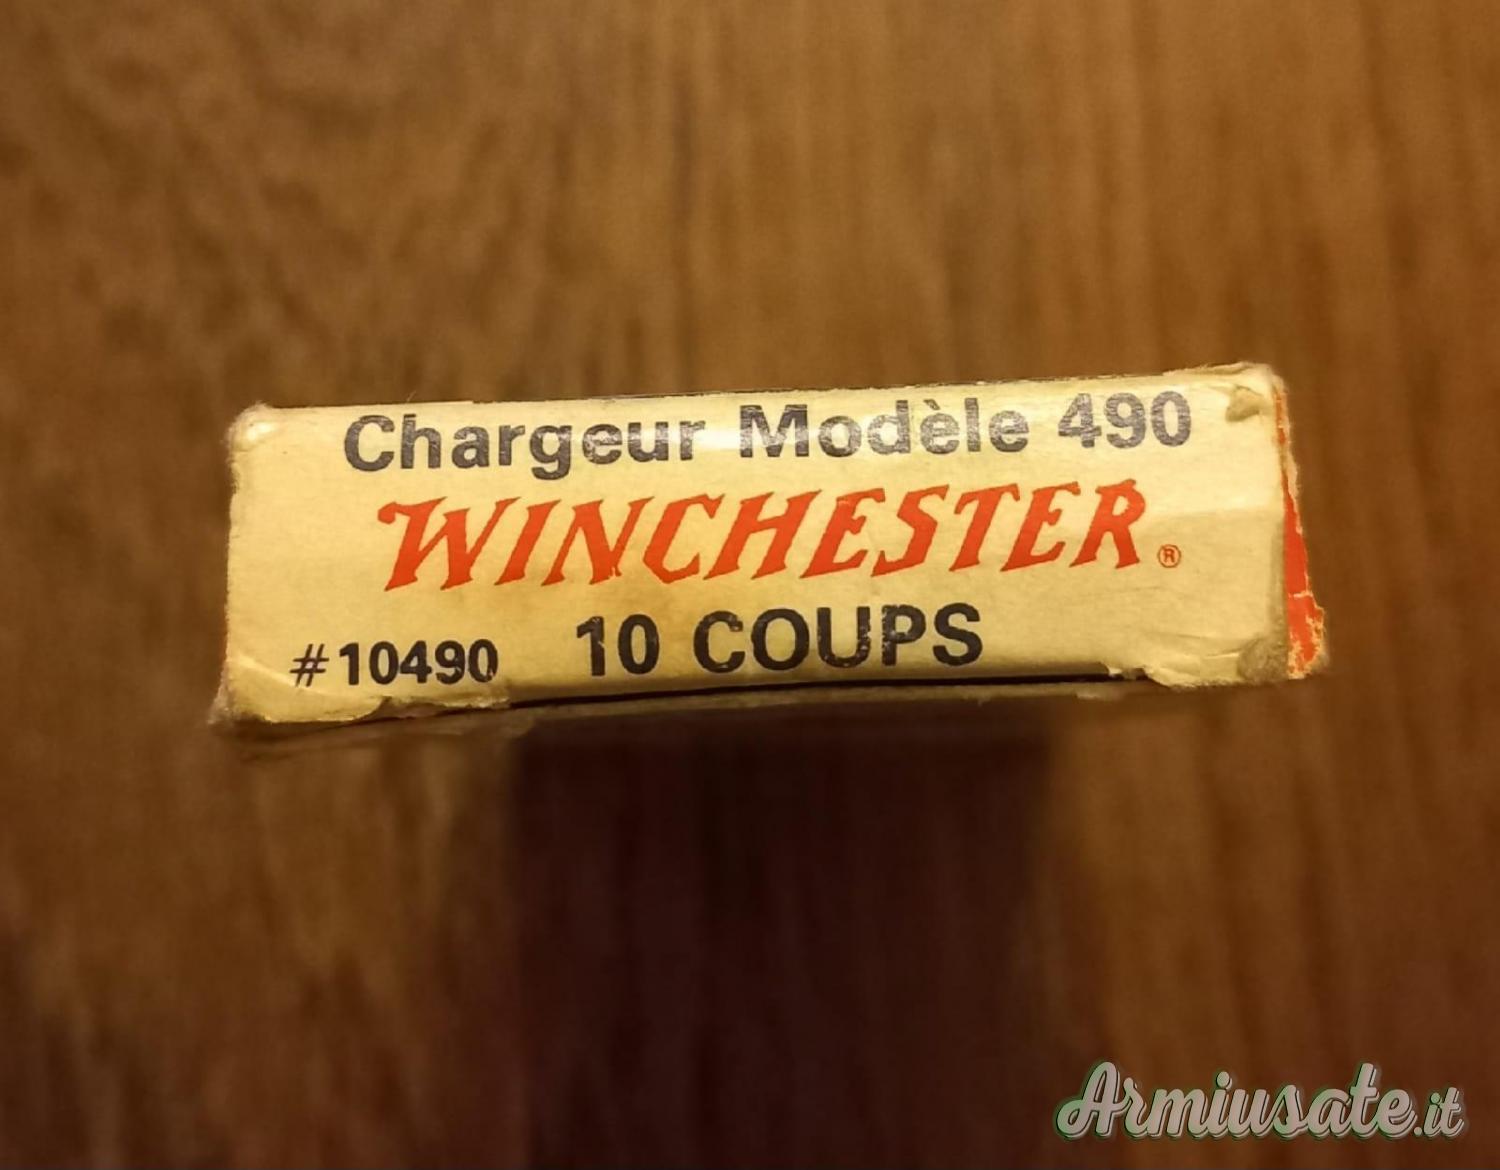 Chargeur Modèle 490
WINCHESTER®
#10490 10 COUPS
Armiusate.it